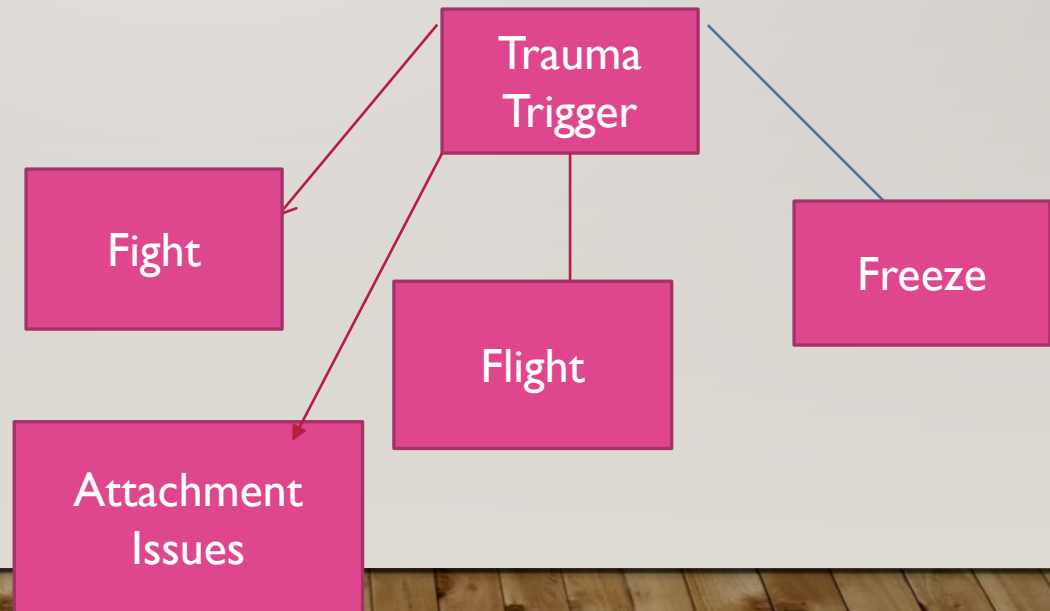 Trauma
Trigger
Fight
Freeze
Flight
Attachment
Issues